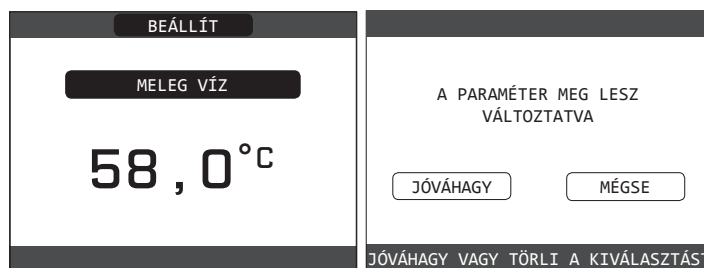 BEÁLLÍT
MELEG VÍZ
58,0°C
A PARAMÉTER MEG LESZ
VÁLTOZTATVA
JÓVÁHAGY
MÉGSE
JÓVÁHAGY VAGY TÖRLI A KIVÁLASZTÁST